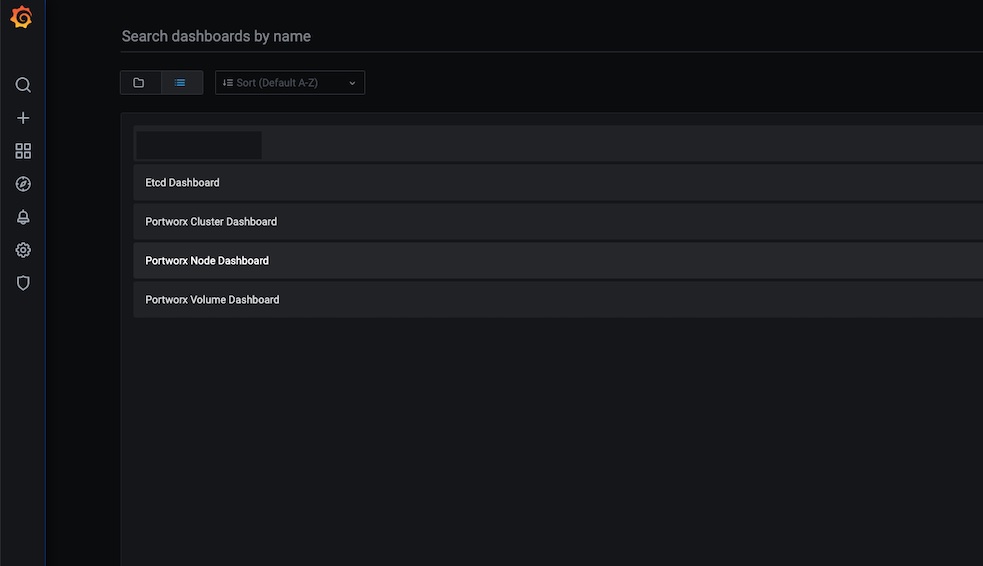 Search dashboards by name
Sort (Default A-Z)
Etcd Dashboard
Portworx Cluster Dashboard
Portworx Node Dashboard
Portworx Volume Dashboard